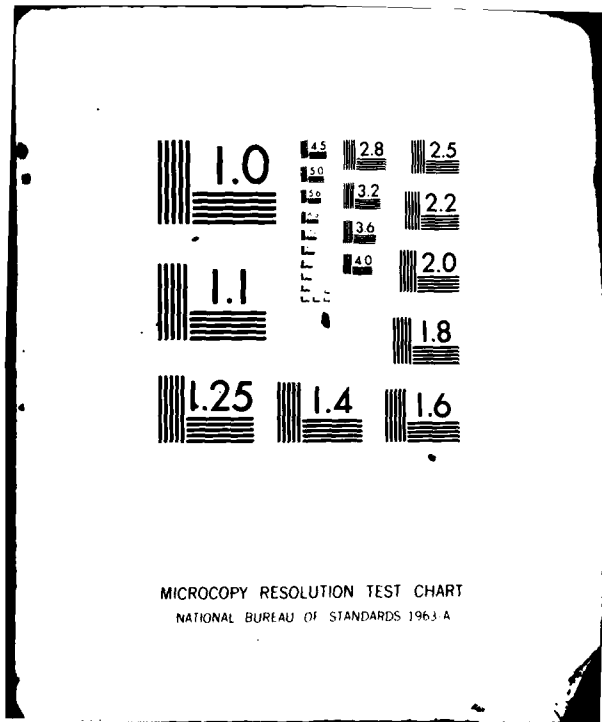 1.0 4.5 2.8 2.5
5.0
5.6 3.2 2.2
3.6
1.1 4.0 2.0
1.8
1.25 1.4 1.6
MICROCOPY RESOLUTION TEST CHART
NATIONAL BUREAU OF STANDARDS 1963-A